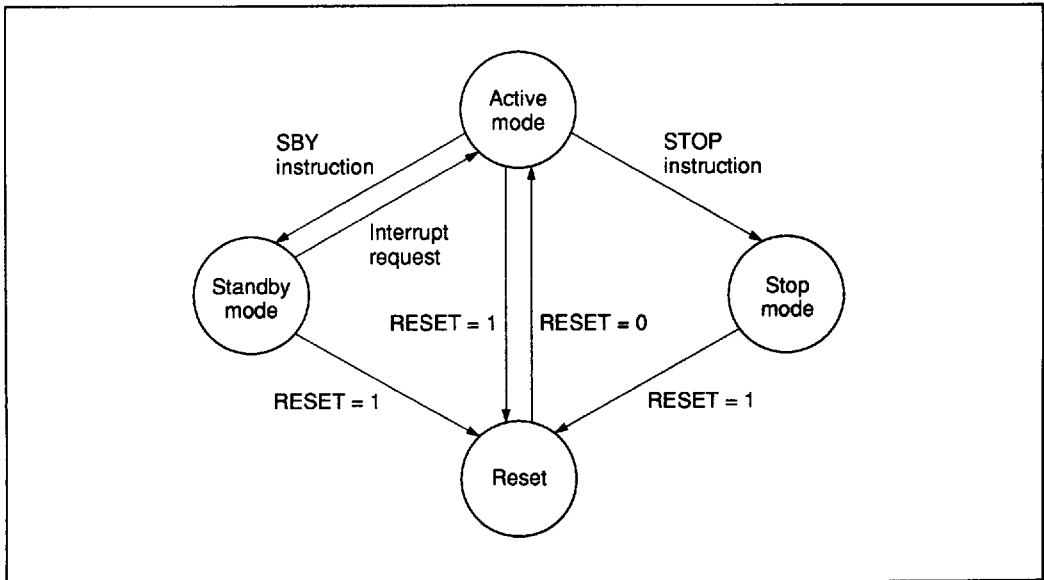 Active
mode
SBY
instruction
STOP
instruction
Interrupt
request
Standby
mode
Stop
mode
RESET = 1
RESET = 0
RESET = 1
RESET = 1
Reset